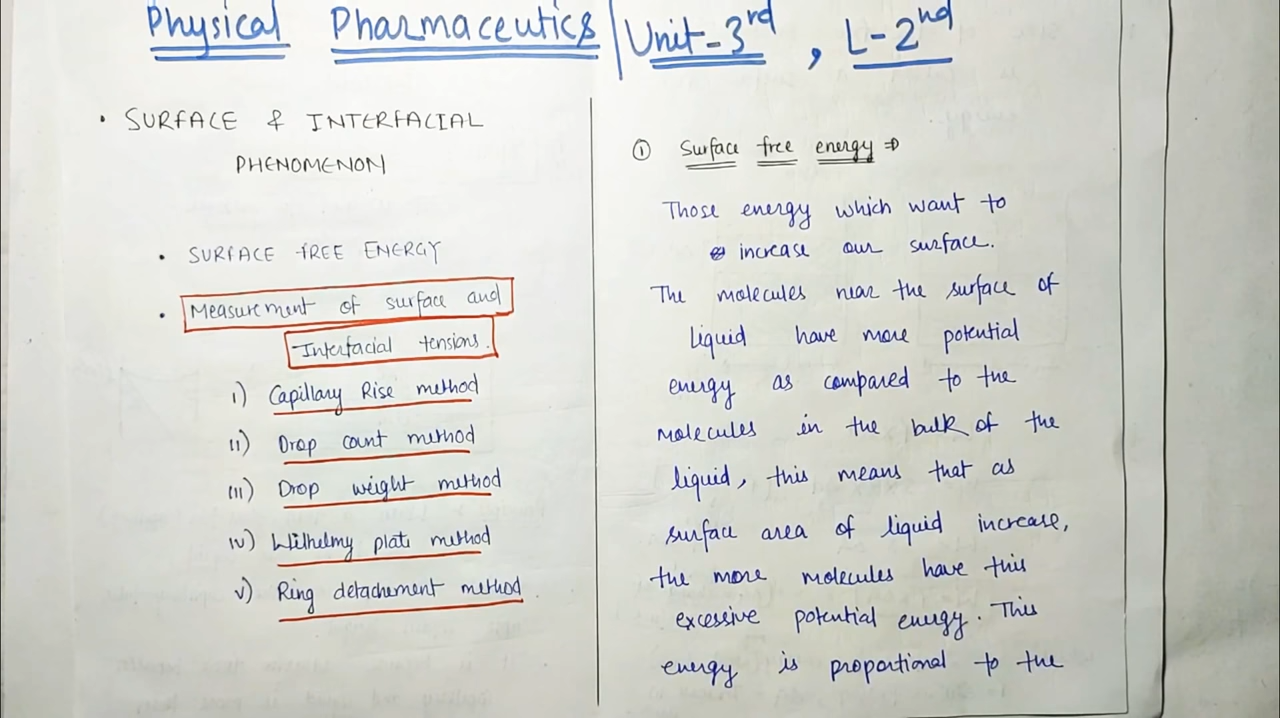 Physical Pharmaceutics / Unit-3rd, L-2nd
• SURFACE & INTERFACIAL
PHENOMENON
• SURFACE FREE ENERGY
• Measurement of surface and
Interfacial tensions.
i) Capillary Rise method
ii) Drop count method
iii) Drop weight method
iv) Wilhelmy plate method
v) Ring detachement method
① Surface free energy ⇒
Those energy which want to
increase our surface.
The molecules near the surface of
liquid have more potential
energy as compared to the
molecules in the bulk of the
liquid, this means that as
surface area of liquid increase,
the more molecules have this
excessive potential energy. This
energy is proportional to the